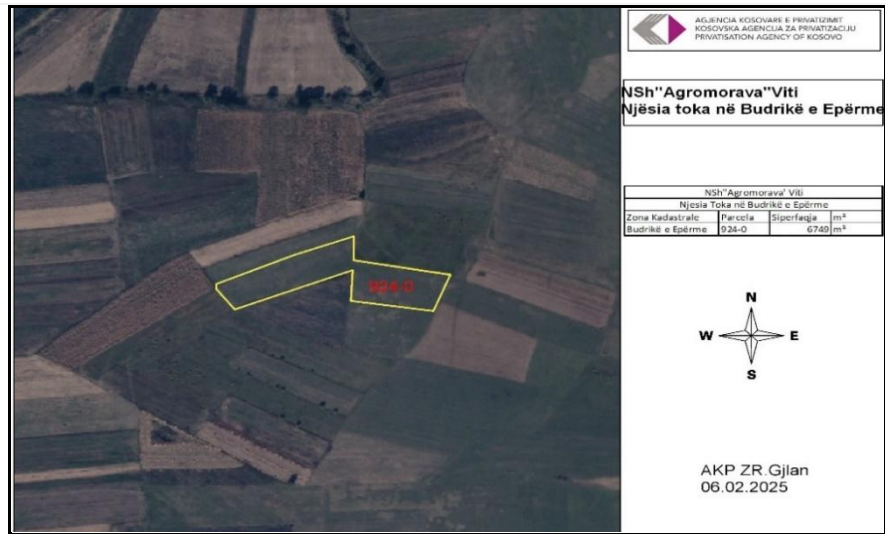 AGJENCIA KOSOVARE E PRIVATIZIMIT
KOSOVSKA AGENCIJA ZA PRIVATIZACIJU
PRIVATISATION AGENCY OF KOSOVO
NSh"Agromorava"Viti
Njësia toka në Budrikë e Epërme
NSh"Agromorava' Viti
Njesia Toka në Budrikë e Epërme
Zona Kadastrale Parcela Siperfaqja m²
Budrikë e Epërme 924-0 6749 m²
924-0
N
W E
S
AKP ZR.Gjlan
06.02.2025